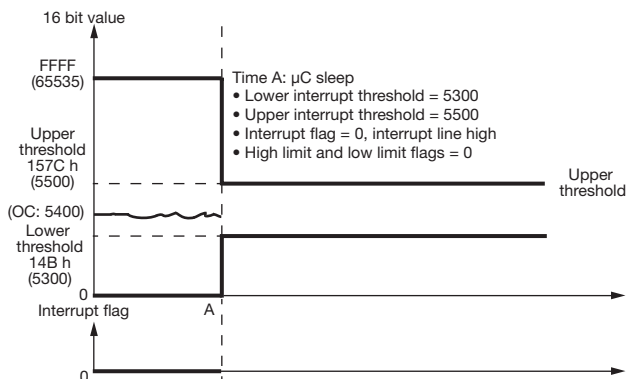 16 bit value
FFFF
(65535)
Time A: µC sleep
• Lower interrupt threshold = 5300
• Upper interrupt threshold = 5500
• Interrupt flag = 0, interrupt line high
• High limit and low limit flags = 0
Upper
threshold
157C h
(5500)
Upper
threshold
(OC: 5400)
Lower
threshold
14B h
(5300)
0
Interrupt flag
A
0